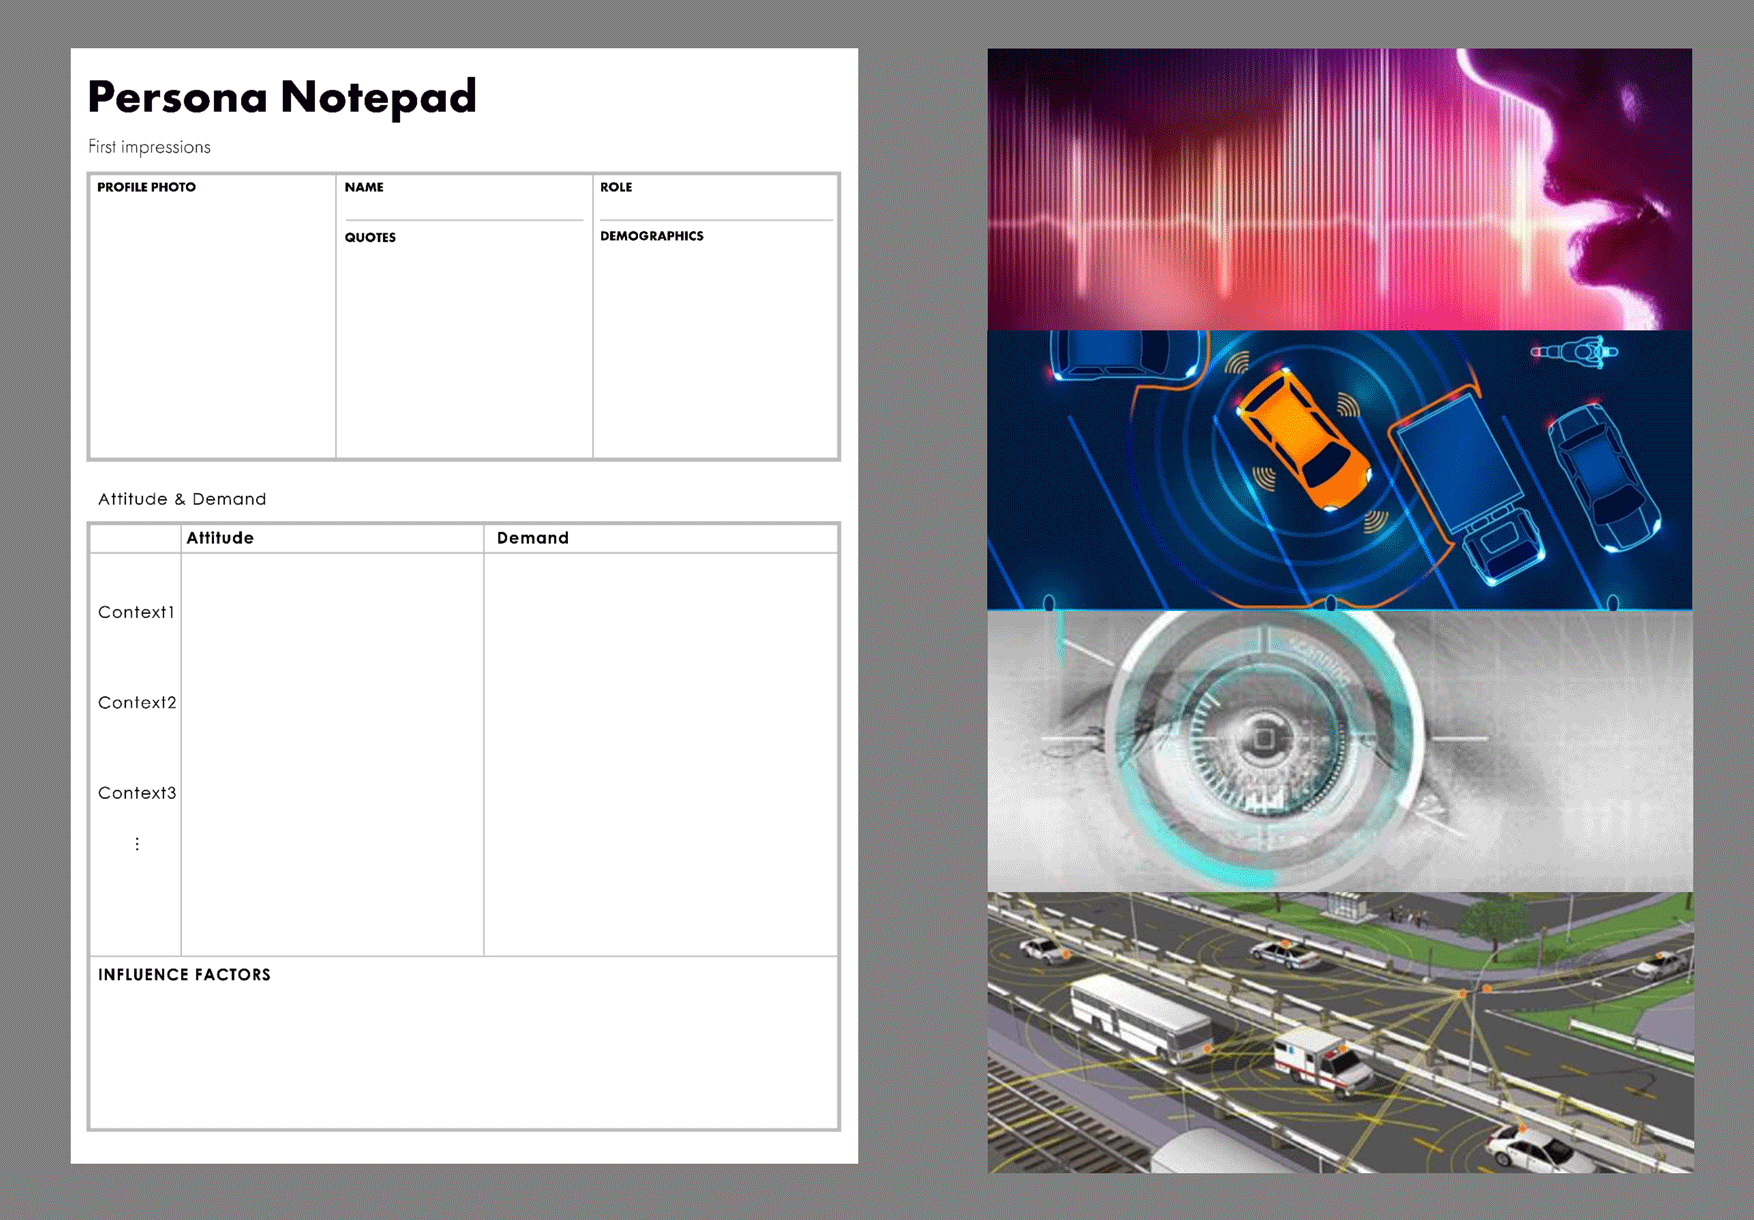 Persona Notepad
First impressions
PROFILE PHOTO
NAME
ROLE
QUOTES
DEMOGRAPHICS
Attitude & Demand
Attitude
Demand
Context1
Context2
Context3
⋮
INFLUENCE FACTORS
scanning